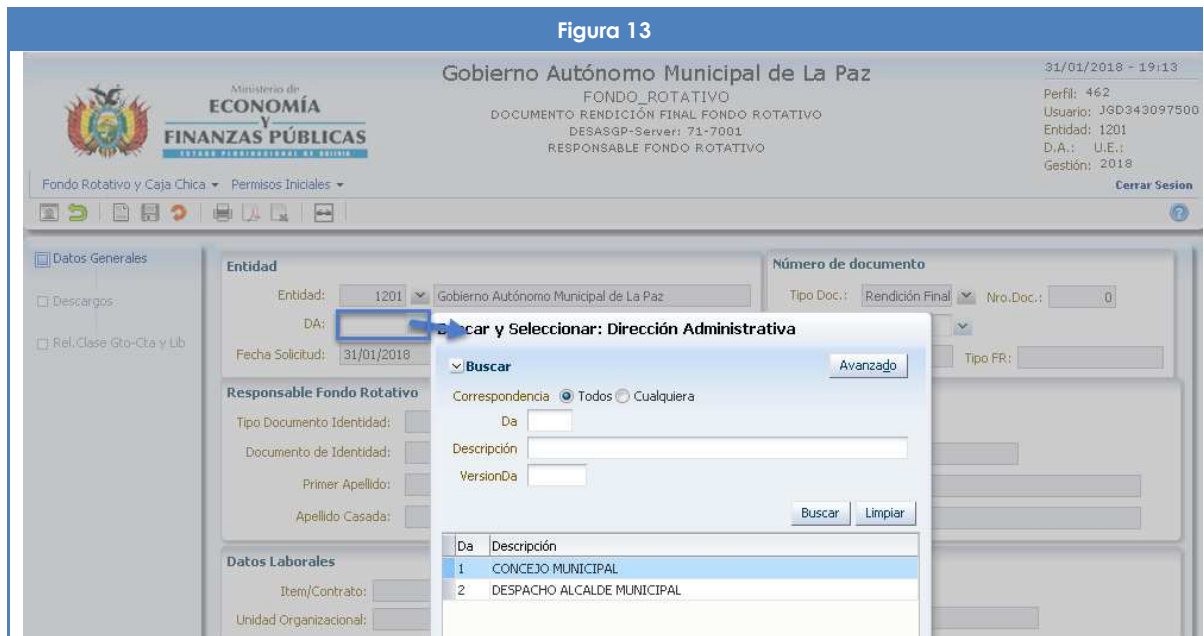 Figura 13
Ministerio de
ECONOMÍA
Y
FINANZAS PÚBLICAS
ESTADO PLURINACIONAL DE BOLIVIA
Gobierno Autónomo Municipal de La Paz
FONDO_ROTATIVO
DOCUMENTO RENDICIÓN FINAL FONDO ROTATIVO
DESASGP-Server: 71-7001
RESPONSABLE FONDO ROTATIVO
31/01/2018 - 19:13
Perfil: 462
Usuario: JGD343097500
Entidad: 1201
D.A.: U.E.:
Gestión: 2018
Fondo Rotativo y Caja Chica Permisos Iniciales
Cerrar Sesion
Datos Generales
Descargos
Rel.Clase Gto-Cta y Lib
Entidad
Entidad: 1201 Gobierno Autónomo Municipal de La Paz
DA:
Fecha Solicitud: 31/01/2018
Número de documento
Tipo Doc.: Rendición Final Nro.Doc.: 0
Tipo FR:
Responsable Fondo Rotativo
Tipo Documento Identidad:
Documento de Identidad:
Primer Apellido:
Apellido Casada:
Datos Laborales
Item/Contrato:
Unidad Organizacional:
car y Seleccionar: Dirección Administrativa
Buscar
Avanzado
Correspondencia Todos Cualquiera
Da
Descripción
VersionDa
Buscar Limpiar
Da Descripción
1 CONCEJO MUNICIPAL
2 DESPACHO ALCALDE MUNICIPAL